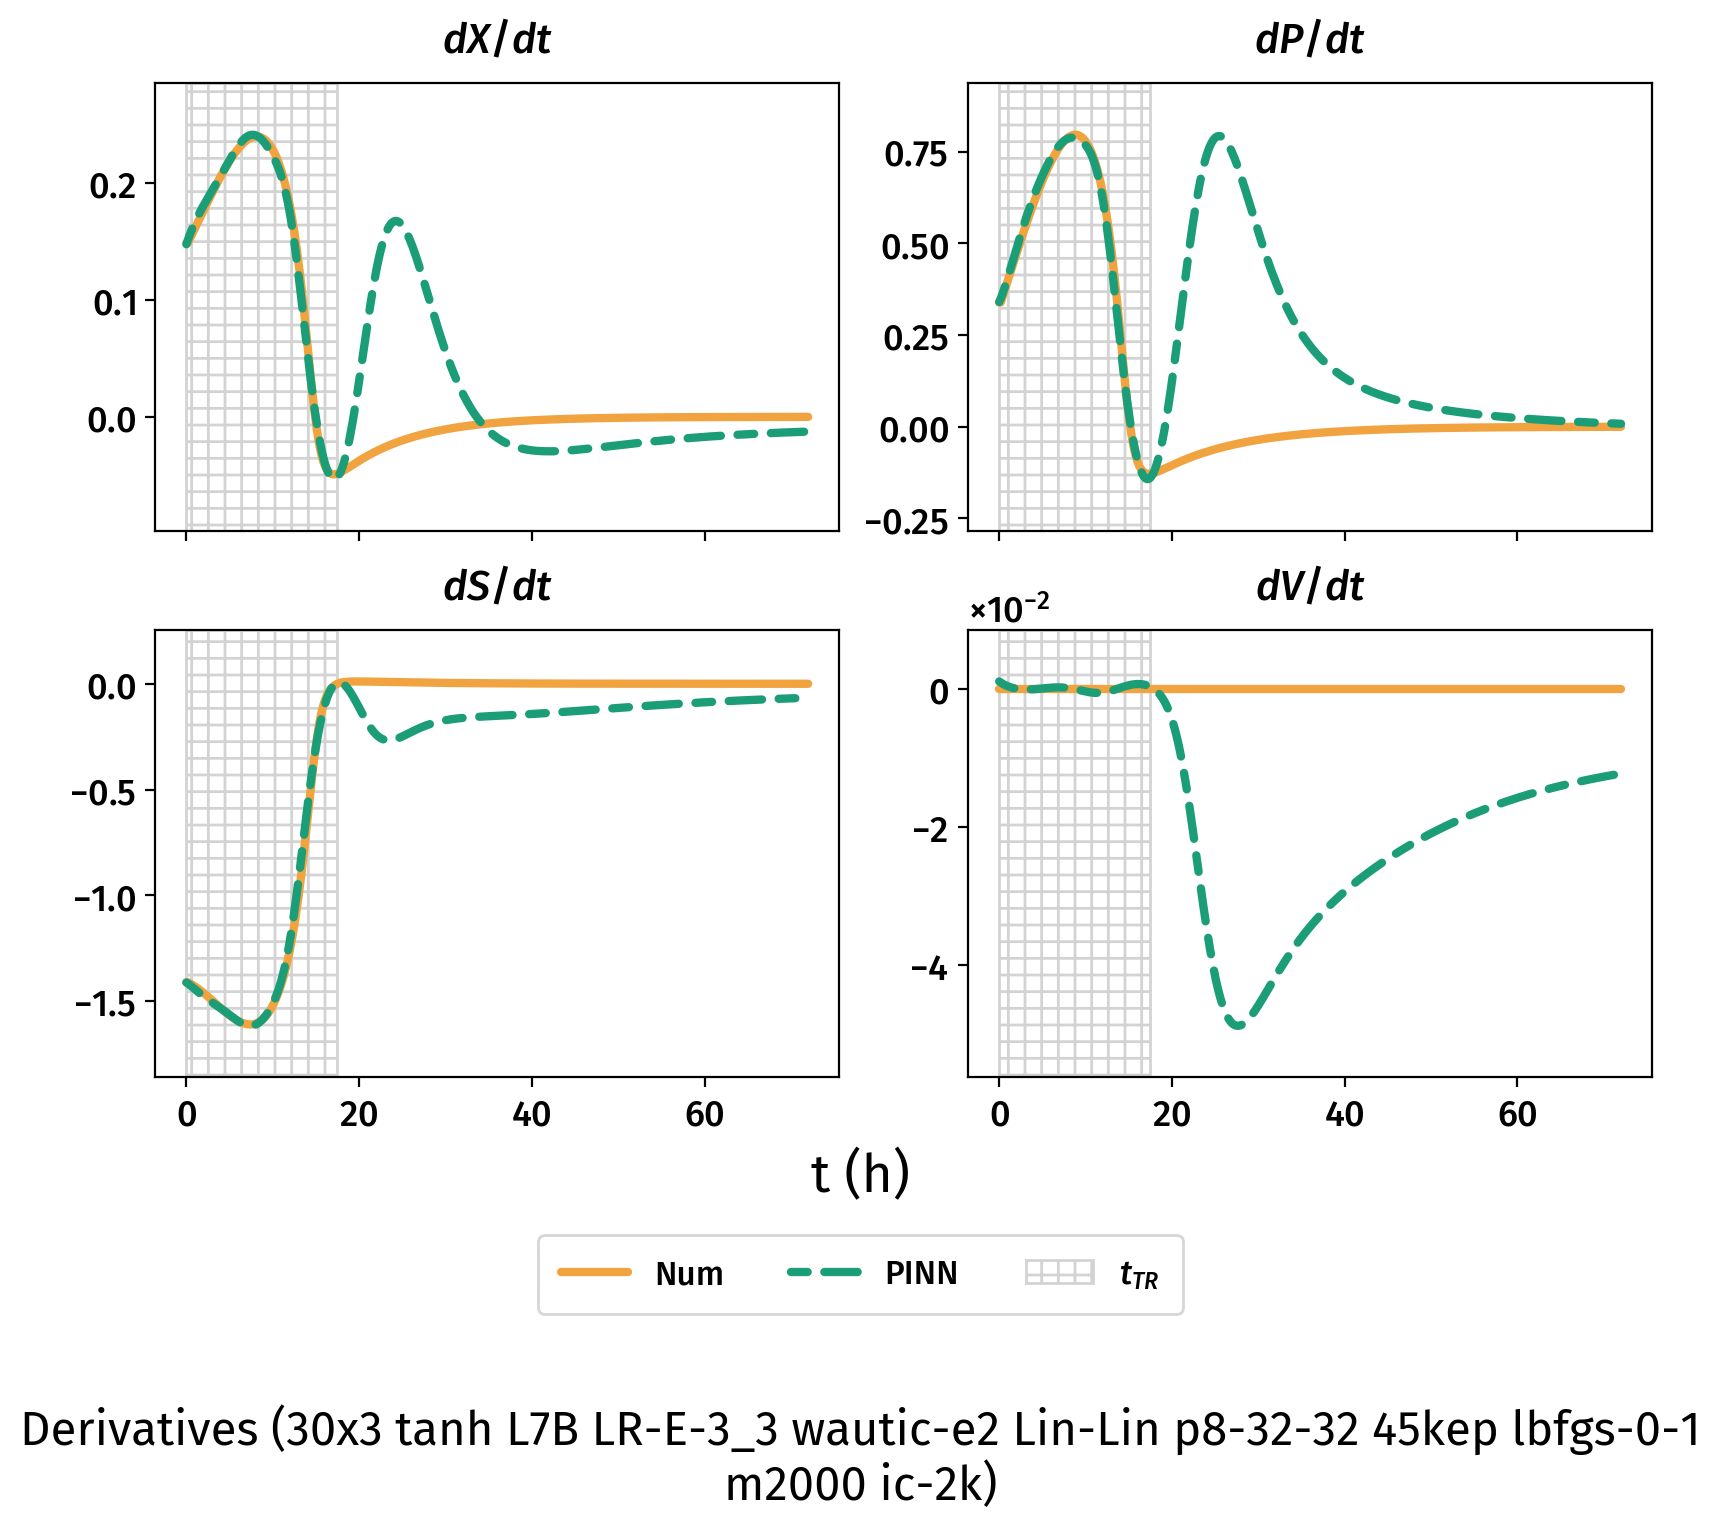 dX/dt
dP/dt
0.2
0.1
0.0
0.75
0.50
0.25
0.00
−0.25
dS/dt
dV/dt
×10⁻²
0.0
−0.5
−1.0
−1.5
0
−2
−4
0 20 40 60
0 20 40 60
t (h)
Num PINN t_TR
Derivatives (30x3 tanh L7B LR-E-3_3 wautic-e2 Lin-Lin p8-32-32 45kep lbfgs-0-1
m2000 ic-2k)